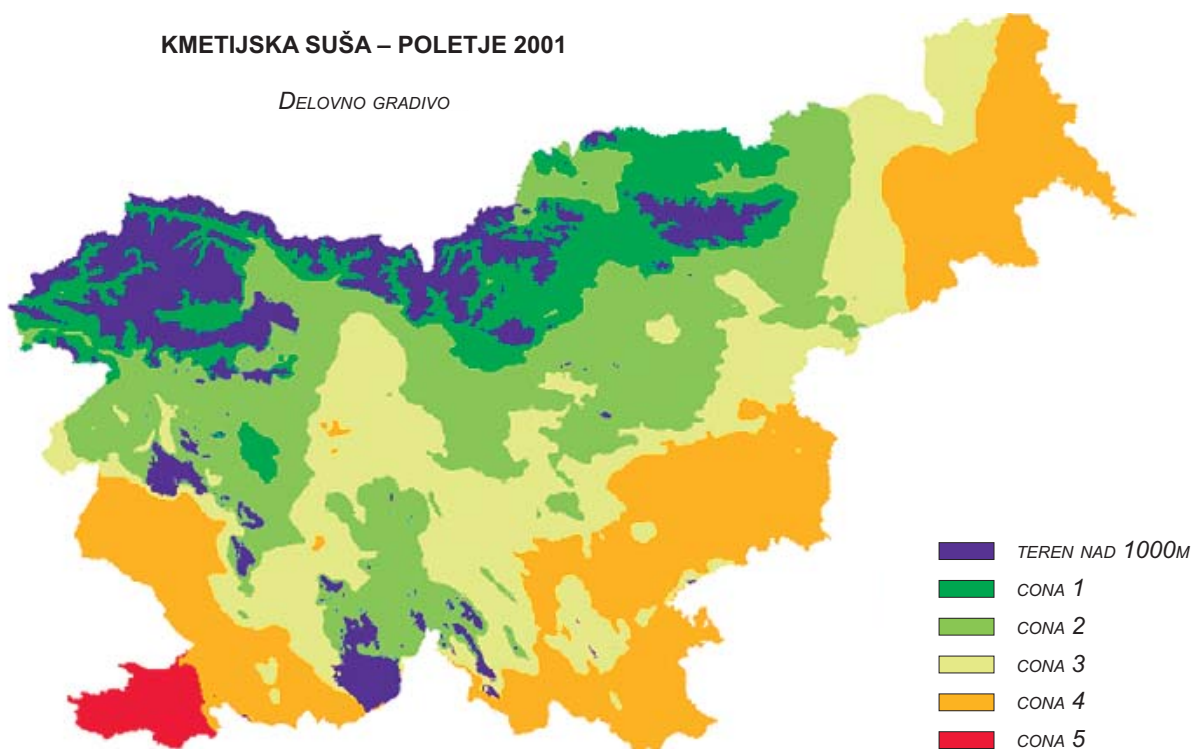 KMETIJSKA SUŠA – POLETJE 2001
DELOVNO GRADIVO
TEREN NAD 1000M
CONA 1
CONA 2
CONA 3
CONA 4
CONA 5